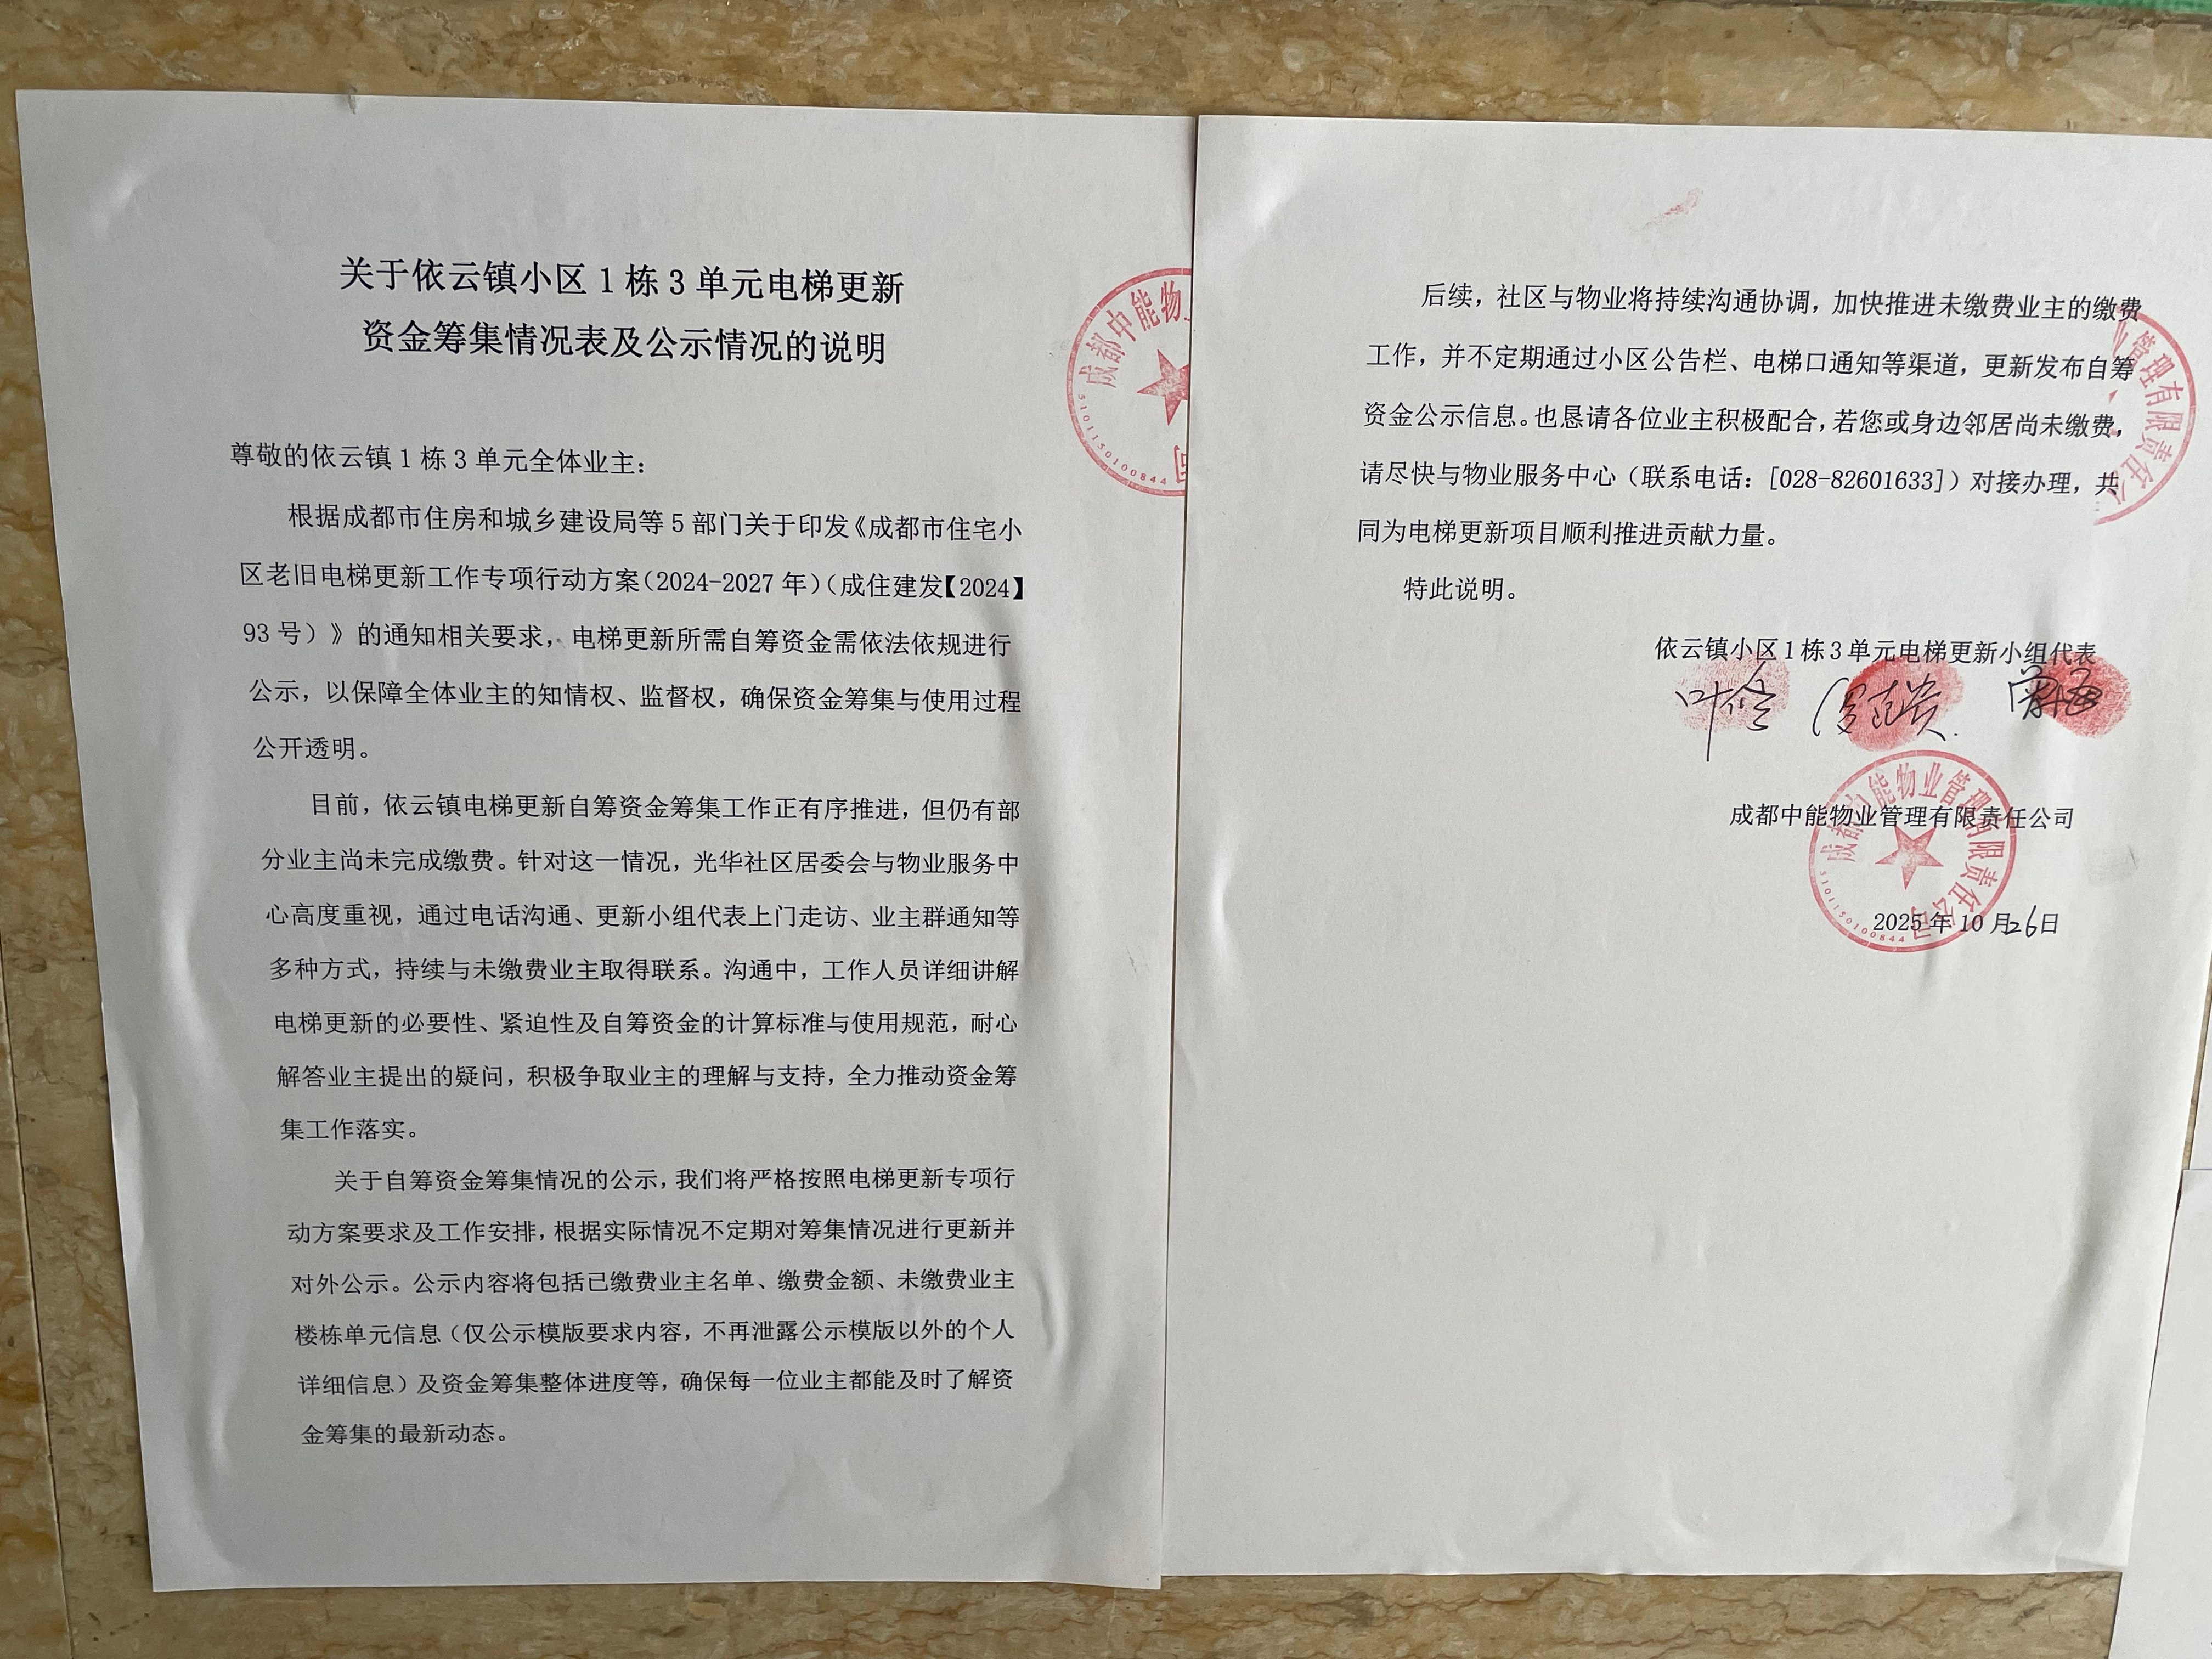 关于依云镇小区1栋3单元电梯更新
资金筹集情况表及公示情况的说明
尊敬的依云镇1栋3单元全体业主：
根据成都市住房和城乡建设局等5部门关于印发《成都市住宅小
区老旧电梯更新工作专项行动方案（2024-2027年）（成住建发【2024】
93号）》的通知相关要求，电梯更新所需自筹资金需依法依规进行
公示，以保障全体业主的知情权、监督权，确保资金筹集与使用过程
公开透明。
目前，依云镇电梯更新自筹资金筹集工作正有序推进，但仍有部
分业主尚未完成缴费。针对这一情况，光华社区居委会与物业服务中
心高度重视，通过电话沟通、更新小组代表上门走访、业主群通知等
多种方式，持续与未缴费业主取得联系。沟通中，工作人员详细讲解
电梯更新的必要性、紧迫性及自筹资金的计算标准与使用规范，耐心
解答业主提出的疑问，积极争取业主的理解与支持，全力推动资金筹
集工作落实。
关于自筹资金筹集情况的公示，我们将严格按照电梯更新专项行
动方案要求及工作安排，根据实际情况不定期对筹集情况进行更新并
对外公示。公示内容将包括已缴费业主名单、缴费金额、未缴费业主
楼栋单元信息（仅公示模版要求内容，不再泄露公示模版以外的个人
详细信息）及资金筹集整体进度等，确保每一位业主都能及时了解资
金筹集的最新动态。
成都中能物
5101150100844
司
后续，社区与物业将持续沟通协调，加快推进未缴费业主的缴费
工作，并不定期通过小区公告栏、电梯口通知等渠道，更新发布自筹
资金公示信息。也恳请各位业主积极配合，若您或身边邻居尚未缴费，
请尽快与物业服务中心（联系电话：[028-82601633]）对接办理，共
同为电梯更新项目顺利推进贡献力量。
特此说明。
业管理有限责任公
依云镇小区1栋3单元电梯更新小组代表
成都中能物业管理有限责任公司
成都中能物业管理有限责任公司
5101150100844
2025年10月26日